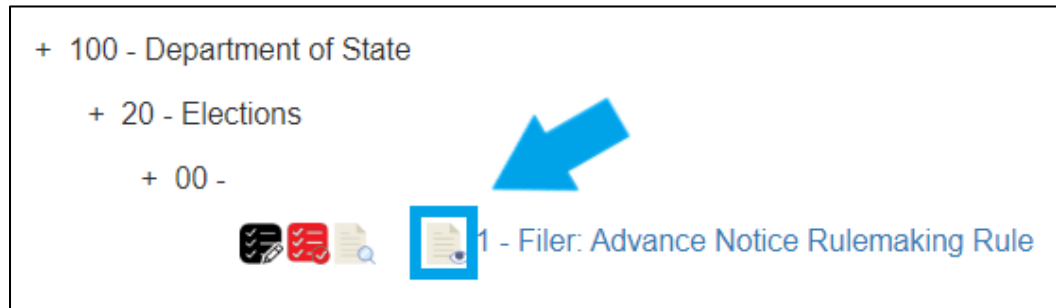 + 100 - Department of State
+ 20 - Elections
+ 00 -
1 - Filer: Advance Notice Rulemaking Rule